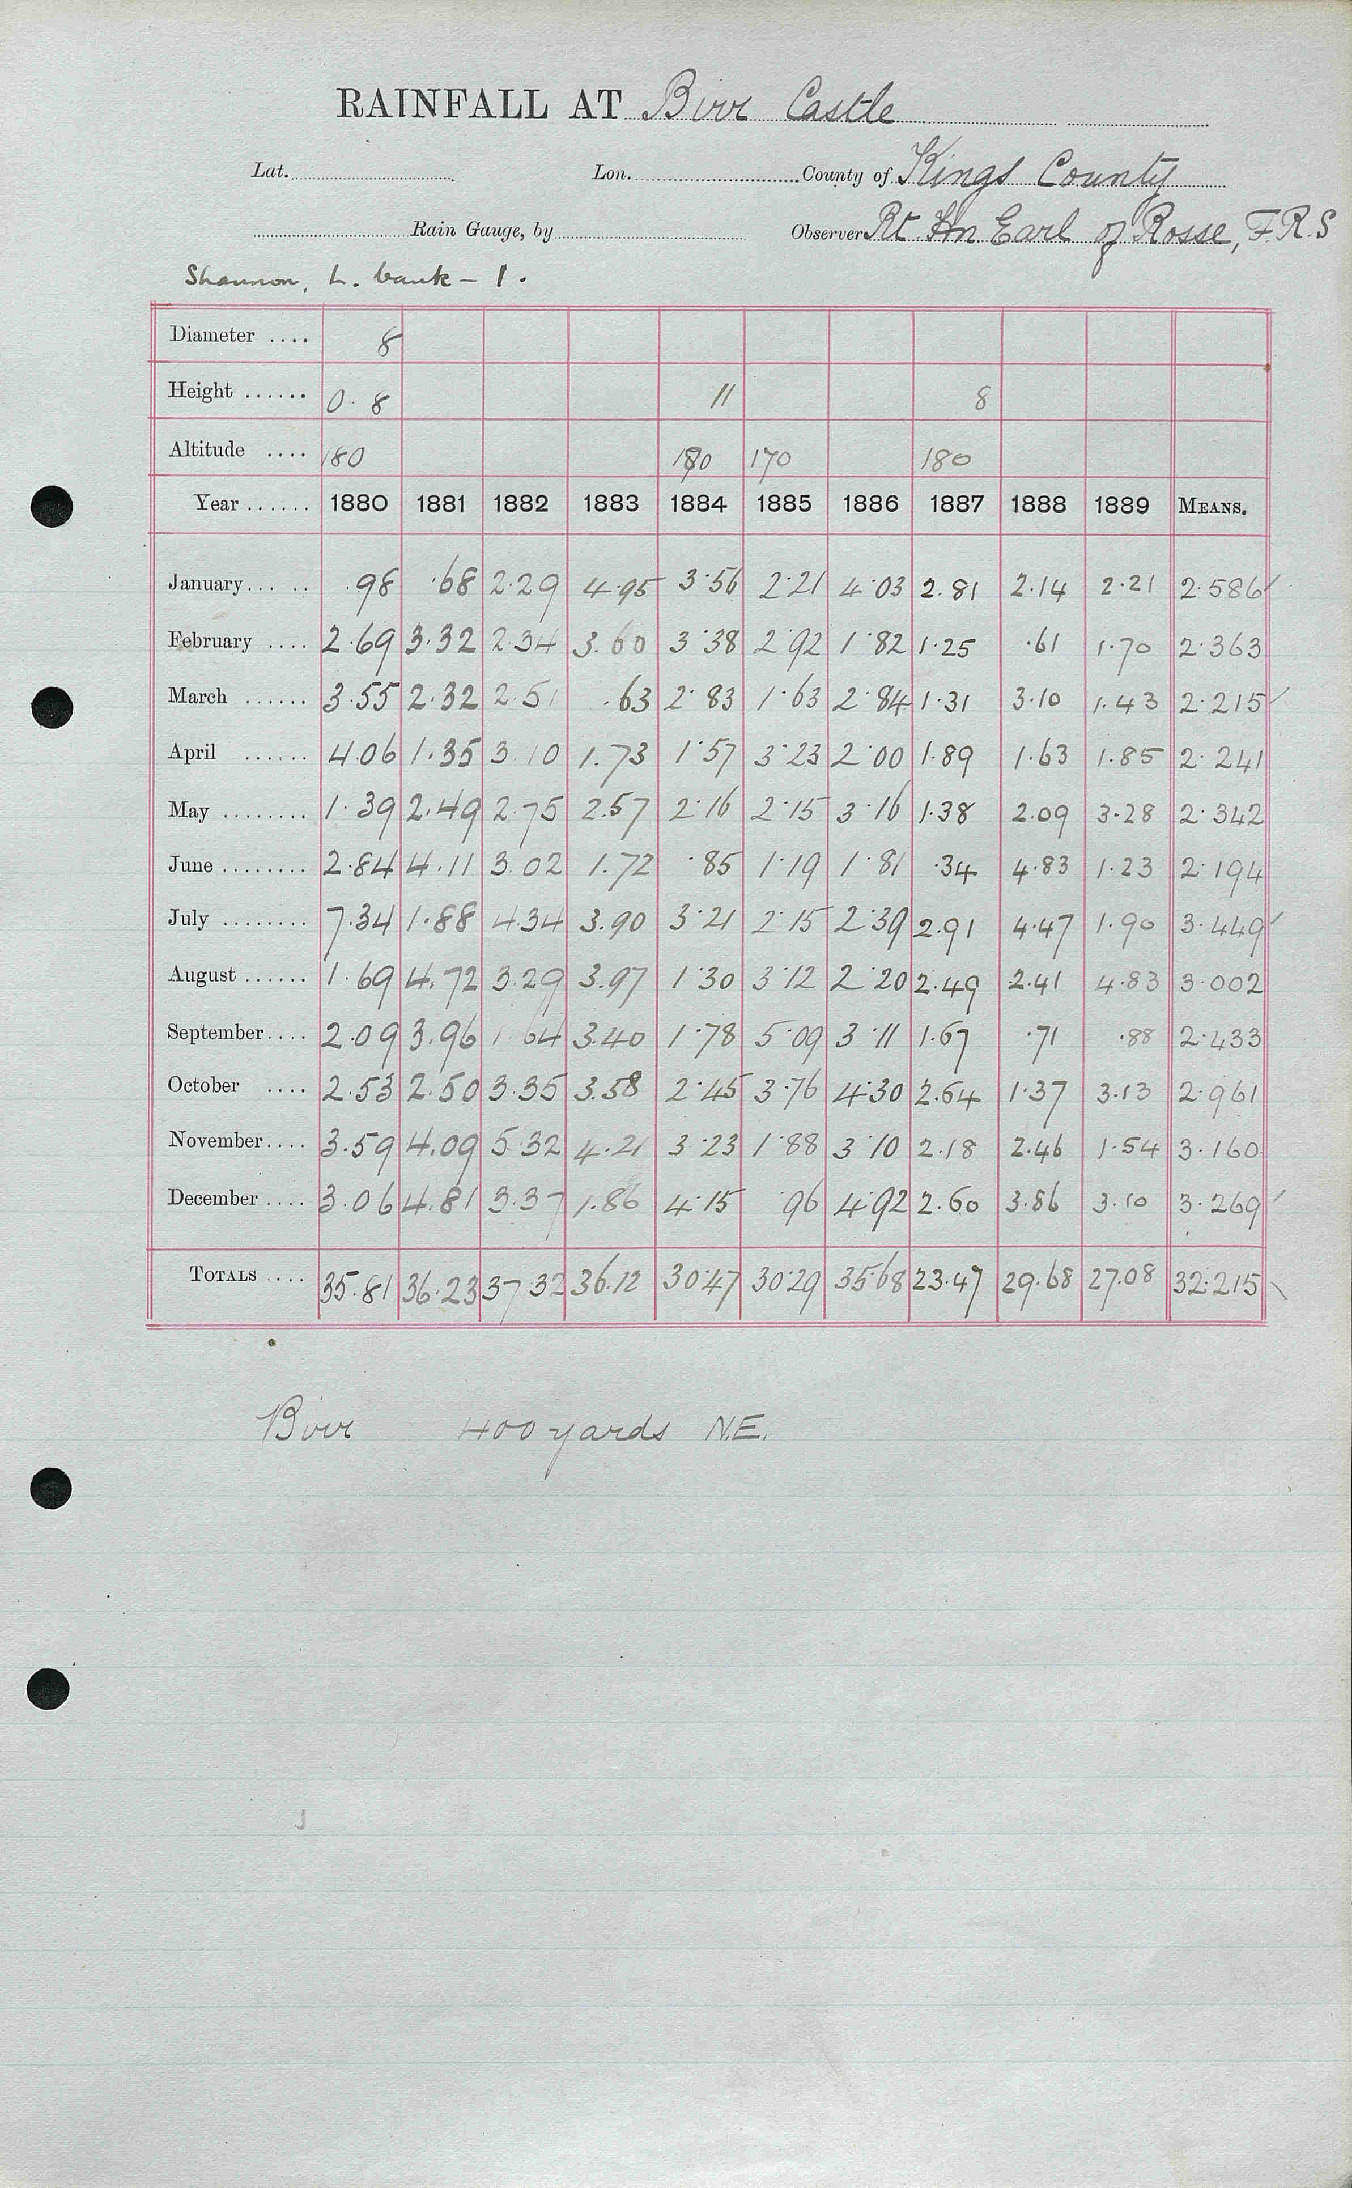 RAINFALL AT Birr Castle
Lat. Lon. County of Kings County
Rain Gauge, by Observer Rt Hn Earl of Rosse, F.R.S
Shannon, L. bank - 1.
Diameter .... 8
Height ...... 0.8 11 8
Altitude .... 180 180 170 180
Year ...... 1880 1881 1882 1883 1884 1885 1886 1887 1888 1889 MEANS.
January... .. .98 .68 2.29 4.95 3.56 2.21 4.03 2.81 2.14 2.21 2.586
February .... 2.69 3.32 2.34 3.60 3.38 2.92 1.82 1.25 .61 1.70 2.363
March ...... 3.55 2.32 2.51 .63 2.83 1.63 2.84 1.31 3.10 1.43 2.215
April ...... 4.06 1.35 3.10 1.73 1.57 3.23 2.00 1.89 1.63 1.85 2.241
May ........ 1.39 2.49 2.75 2.57 2.16 2.15 3.16 1.38 2.09 3.28 2.342
June ........ 2.84 4.11 3.02 1.72 .85 1.19 1.81 .34 4.83 1.23 2.194
July ........ 7.34 1.88 4.34 3.90 3.21 2.15 2.39 2.91 4.47 1.90 3.449
August ...... 1.69 4.72 3.29 3.97 1.30 3.12 2.20 2.49 2.41 4.83 3.002
September.... 2.09 3.96 1.64 3.40 1.78 5.09 3.11 1.67 .71 .88 2.433
October .... 2.53 2.50 3.35 3.58 2.45 3.76 4.30 2.64 1.37 3.13 2.961
November.... 3.59 4.09 5.32 4.21 3.23 1.88 3.10 2.18 2.46 1.54 3.160
December .... 3.06 4.81 3.37 1.86 4.15 .96 4.92 2.60 3.86 3.10 3.269
TOTALS .... 35.81 36.23 37.32 36.12 30.47 30.29 35.68 23.47 29.68 27.08 32.215
Birr 400 yards N.E.